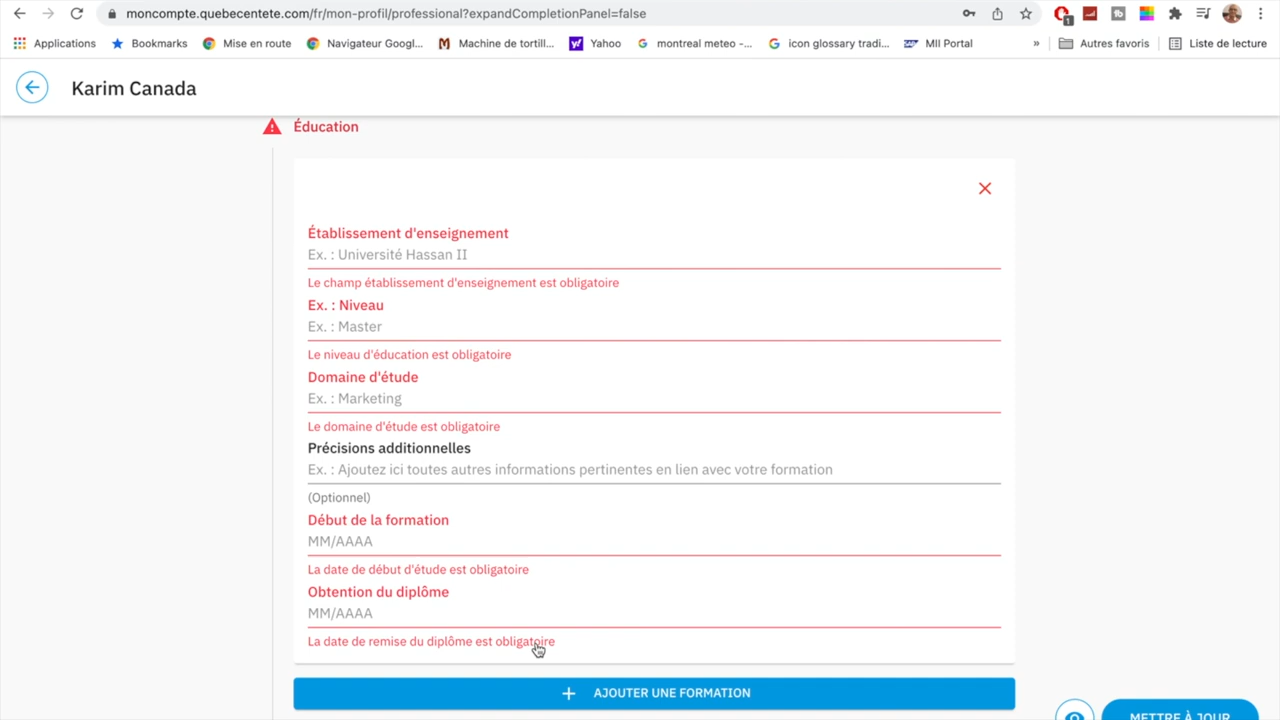 moncompte.quebecentete.com/fr/mon-profil/professional?expandCompletionPanel=false
1
Applications Bookmarks Mise en route Navigateur Googl... Machine de tortill... Yahoo montreal meteo -... icon glossary tradi... MII Portal » Autres favoris Liste de lecture
Karim Canada
Éducation
Établissement d'enseignement
Ex. : Université Hassan II
Le champ établissement d'enseignement est obligatoire
Ex. : Niveau
Ex. : Master
Le niveau d'éducation est obligatoire
Domaine d'étude
Ex. : Marketing
Le domaine d'étude est obligatoire
Précisions additionnelles
Ex. : Ajoutez ici toutes autres informations pertinentes en lien avec votre formation
(Optionnel)
Début de la formation
MM/AAAA
La date de début d'étude est obligatoire
Obtention du diplôme
MM/AAAA
La date de remise du diplôme est obligatoire
+ AJOUTER UNE FORMATION
METTRE À JOUR